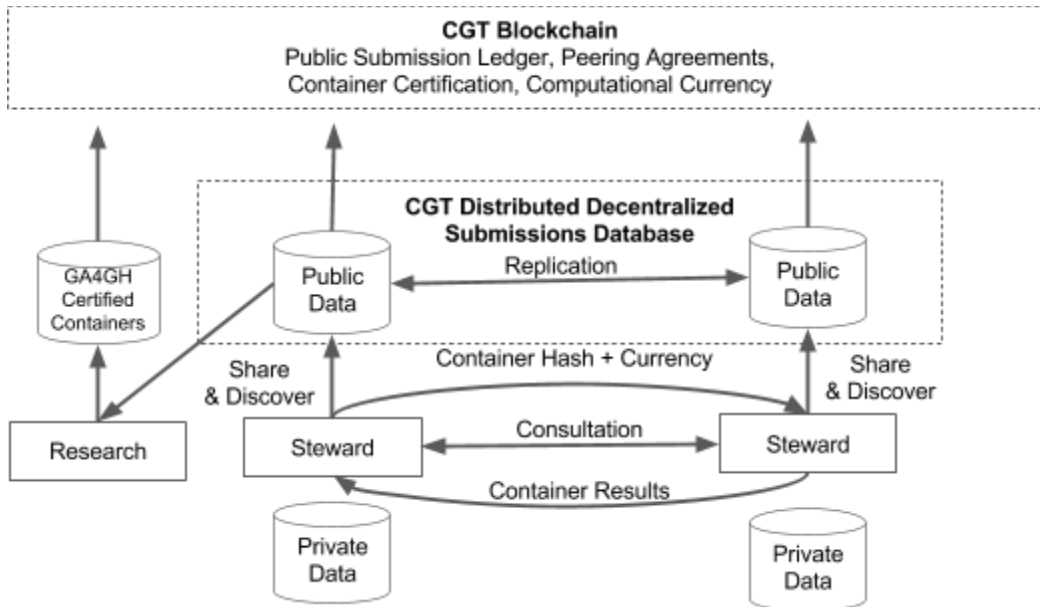 CGT Blockchain
Public Submission Ledger, Peering Agreements,
Container Certification, Computational Currency
CGT Distributed Decentralized
Submissions Database
GA4GH
Certified
Containers
Public
Data
Replication
Public
Data
Share
& Discover
Container Hash + Currency
Share
& Discover
Research
Steward
Consultation
Steward
Container Results
Private
Data
Private
Data